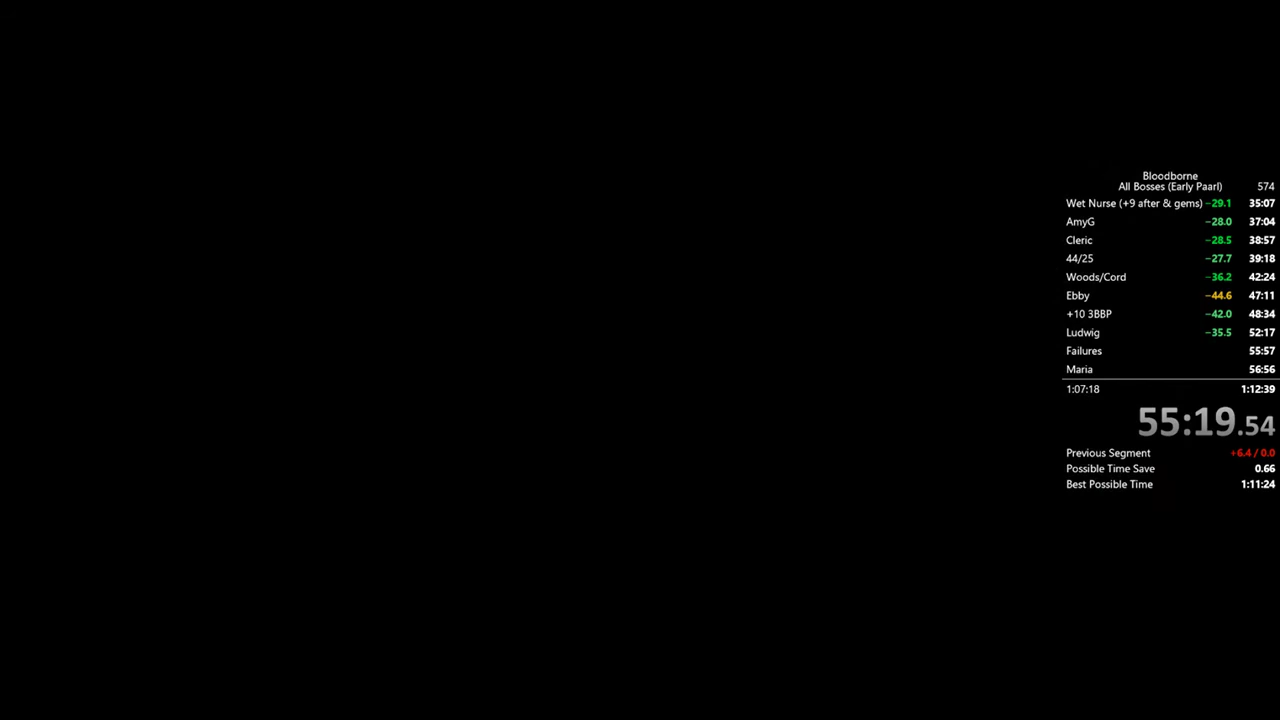 Bloodborne
All Bosses (Early Paarl) 574
Wet Nurse (+9 after & gems) −29.1 35:07
AmyG −28.0 37:04
Cleric −28.5 38:57
44/25 −27.7 39:18
Woods/Cord −36.2 42:24
Ebby −44.6 47:11
+10 3BBP −42.0 48:34
Ludwig −35.5 52:17
Failures 55:57
Maria 56:56
1:07:18 1:12:39
55:19.54
Previous Segment +6.4 / 0.0
Possible Time Save 0.66
Best Possible Time 1:11:24